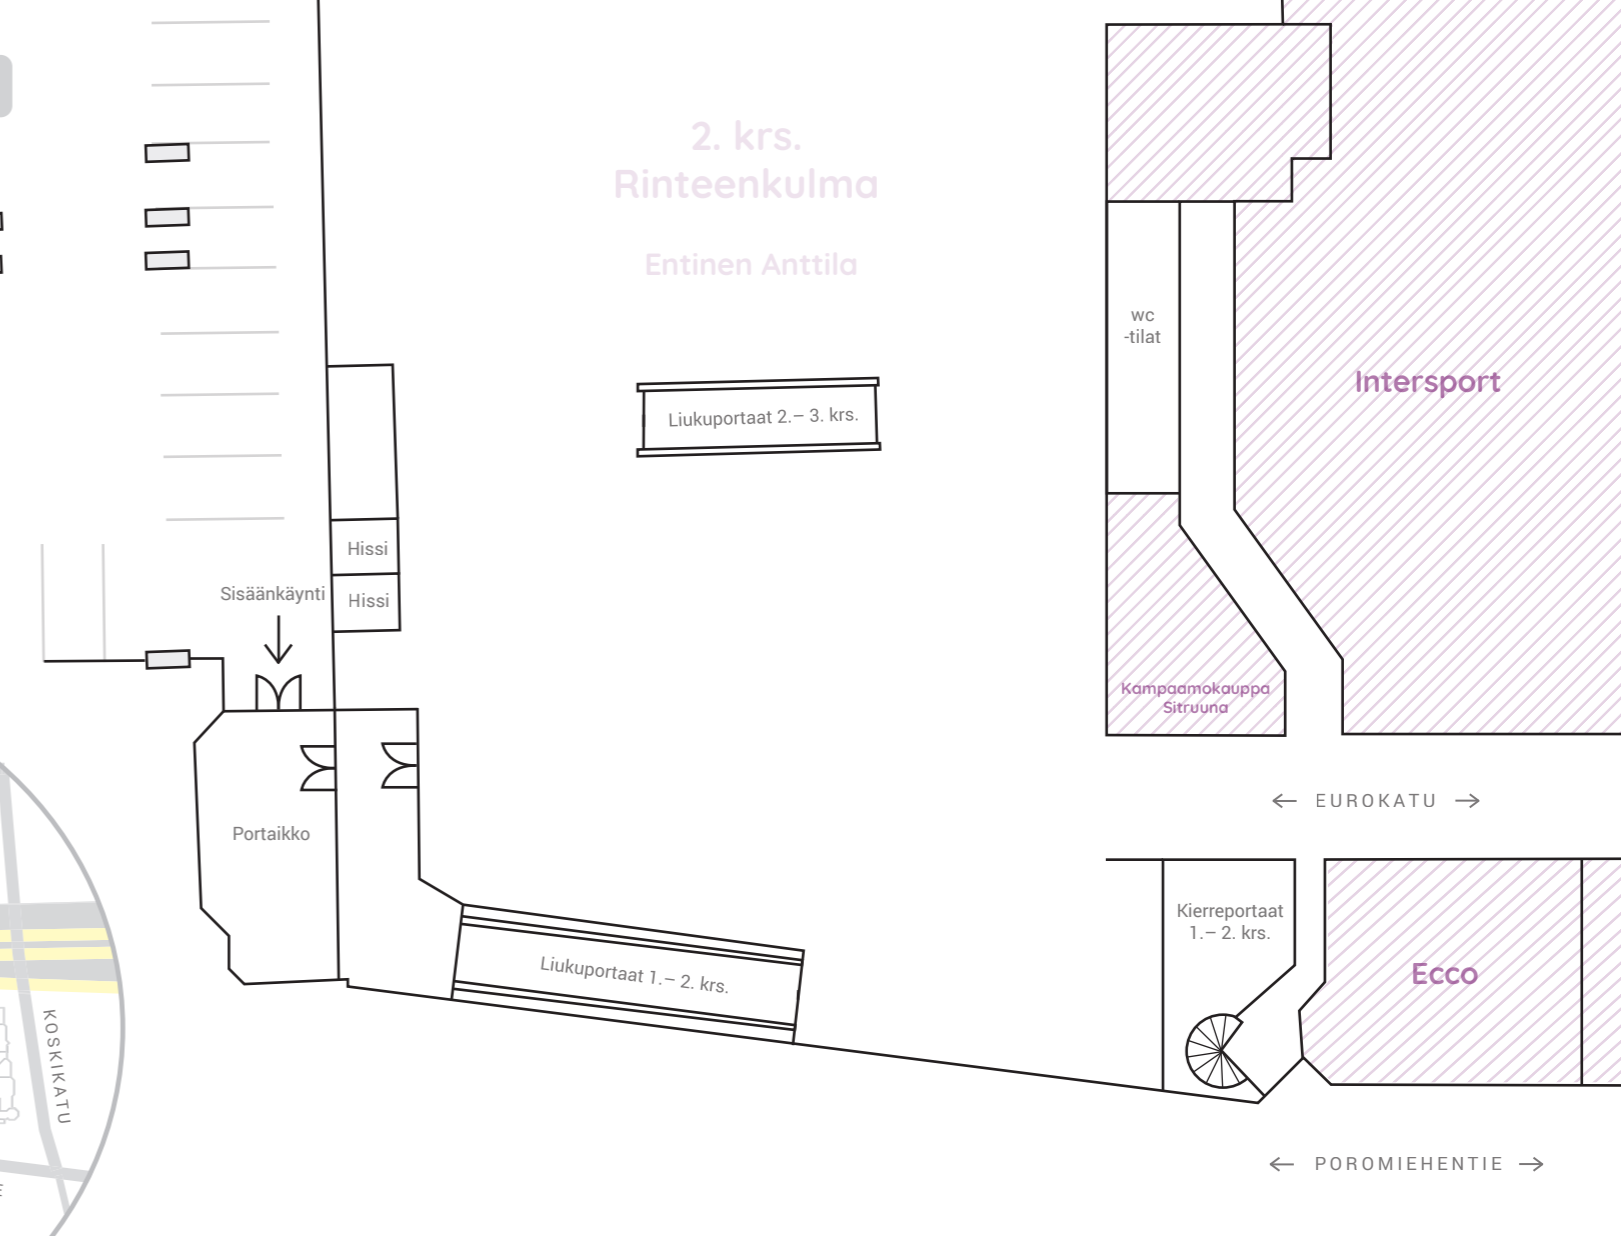 2. krs.
Rinteenkulma
Entinen Anttila
wc
-tilat
Intersport
Liukuportaat 2.– 3. krs.
Hissi
Sisäänkäynti
Hissi
Kampaamokauppa
Sitruuna
← EUROKATU →
Portaikko
Kierreportaat
1.– 2. krs.
Liukuportaat 1.– 2. krs.
Ecco
KOSKIKATU
← POROMIEHENTIE →